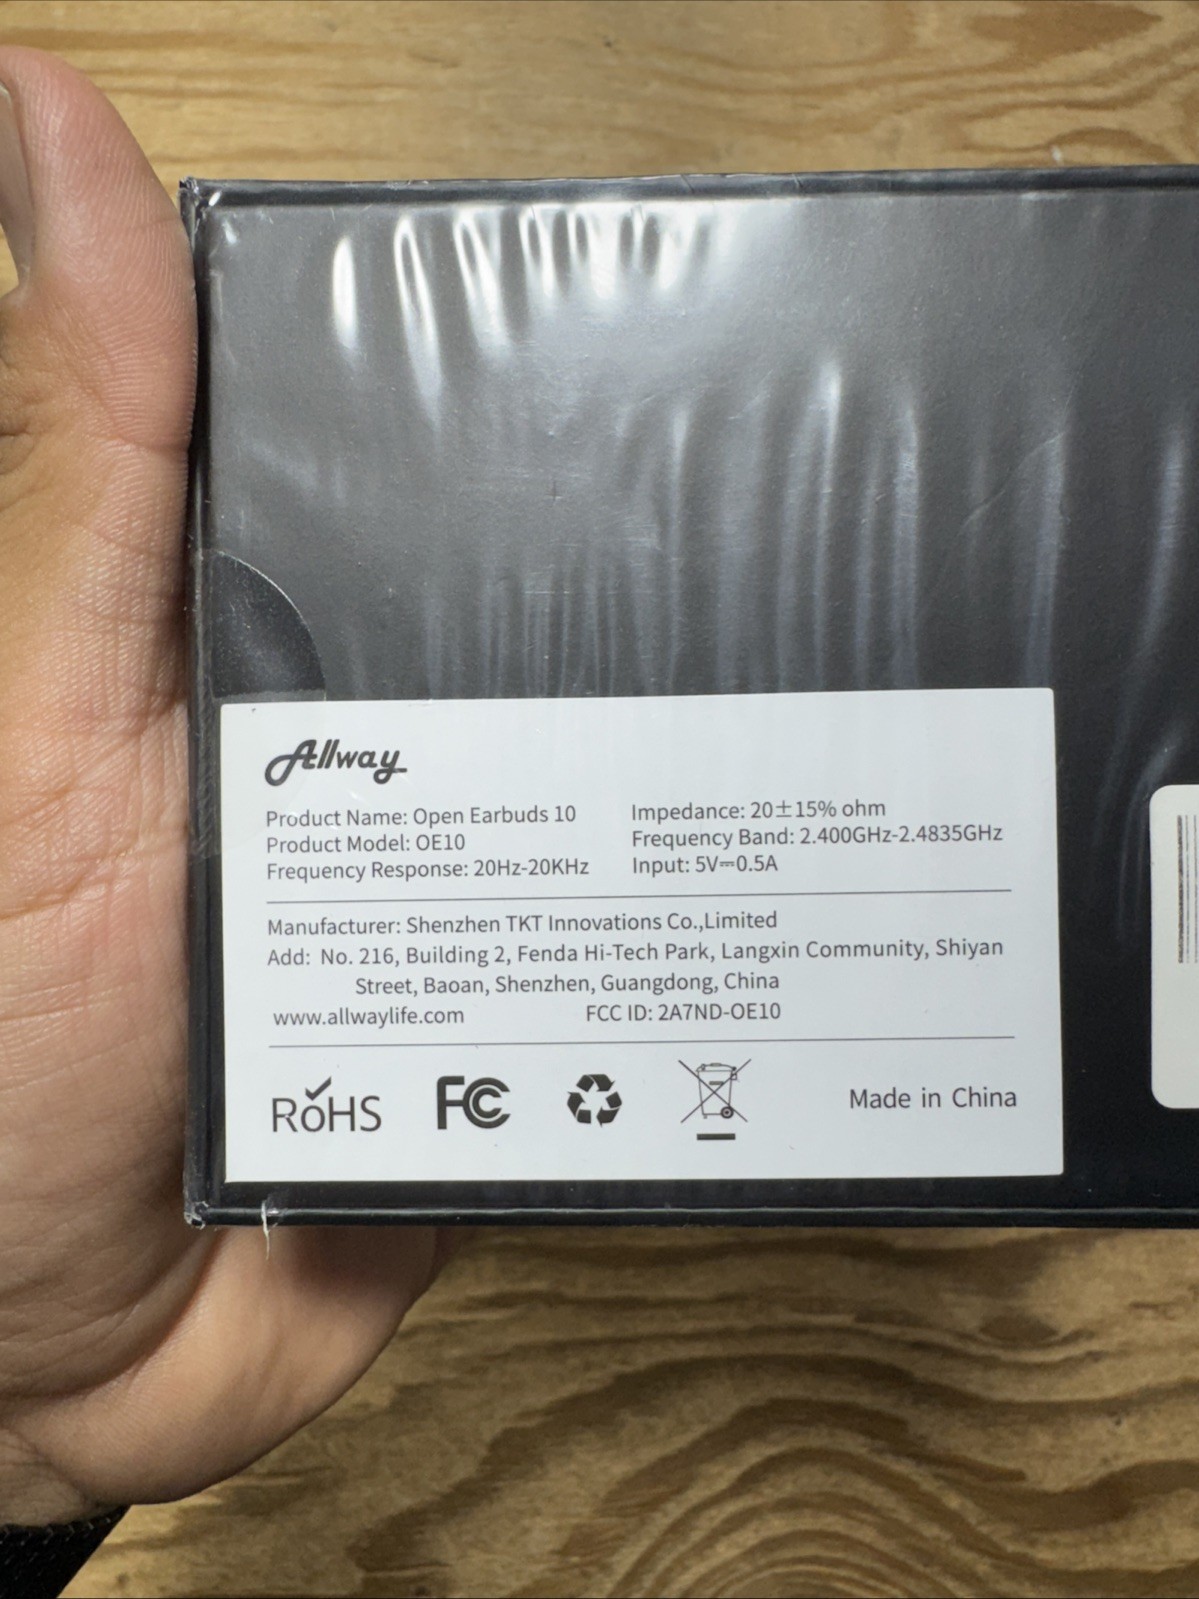 Allway
Product Name: Open Earbuds 10
Product Model: OE10
Frequency Response: 20Hz-20KHz
Impedance: 20±15% ohm
Frequency Band: 2.400GHz-2.4835GHz
Input: 5V⎓0.5A
Manufacturer: Shenzhen TKT Innovations Co.,Limited
Add: No. 216, Building 2, Fenda Hi-Tech Park, Langxin Community, Shiyan
Street, Baoan, Shenzhen, Guangdong, China
www.allwaylife.com FCC ID: 2A7ND-OE10
RoHS FC Made in China